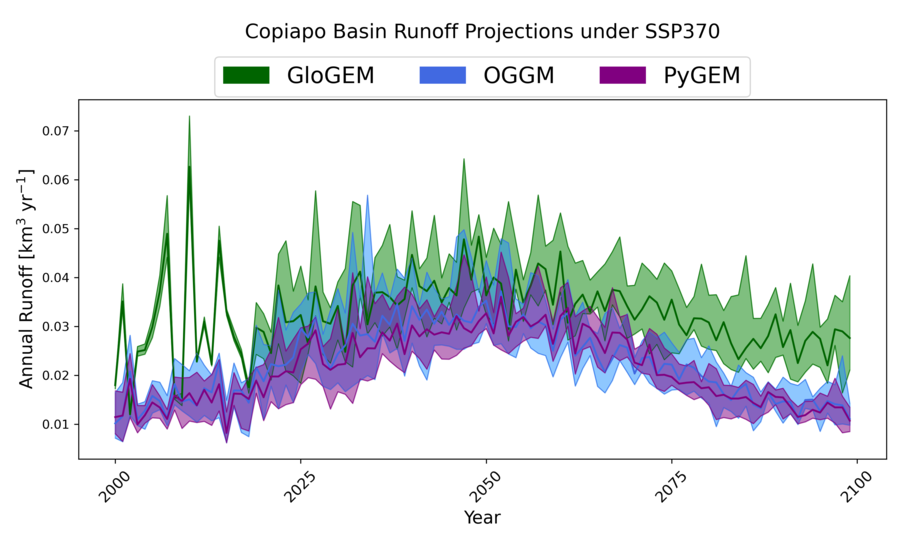 Copiapo Basin Runoff Projections under SSP370
GloGEM OGGM PyGEM
0.07
0.06
0.05
0.04
0.03
0.02
0.01
Annual Runoff [km³ yr⁻¹]
2000 2025 2050 2075 2100
Year